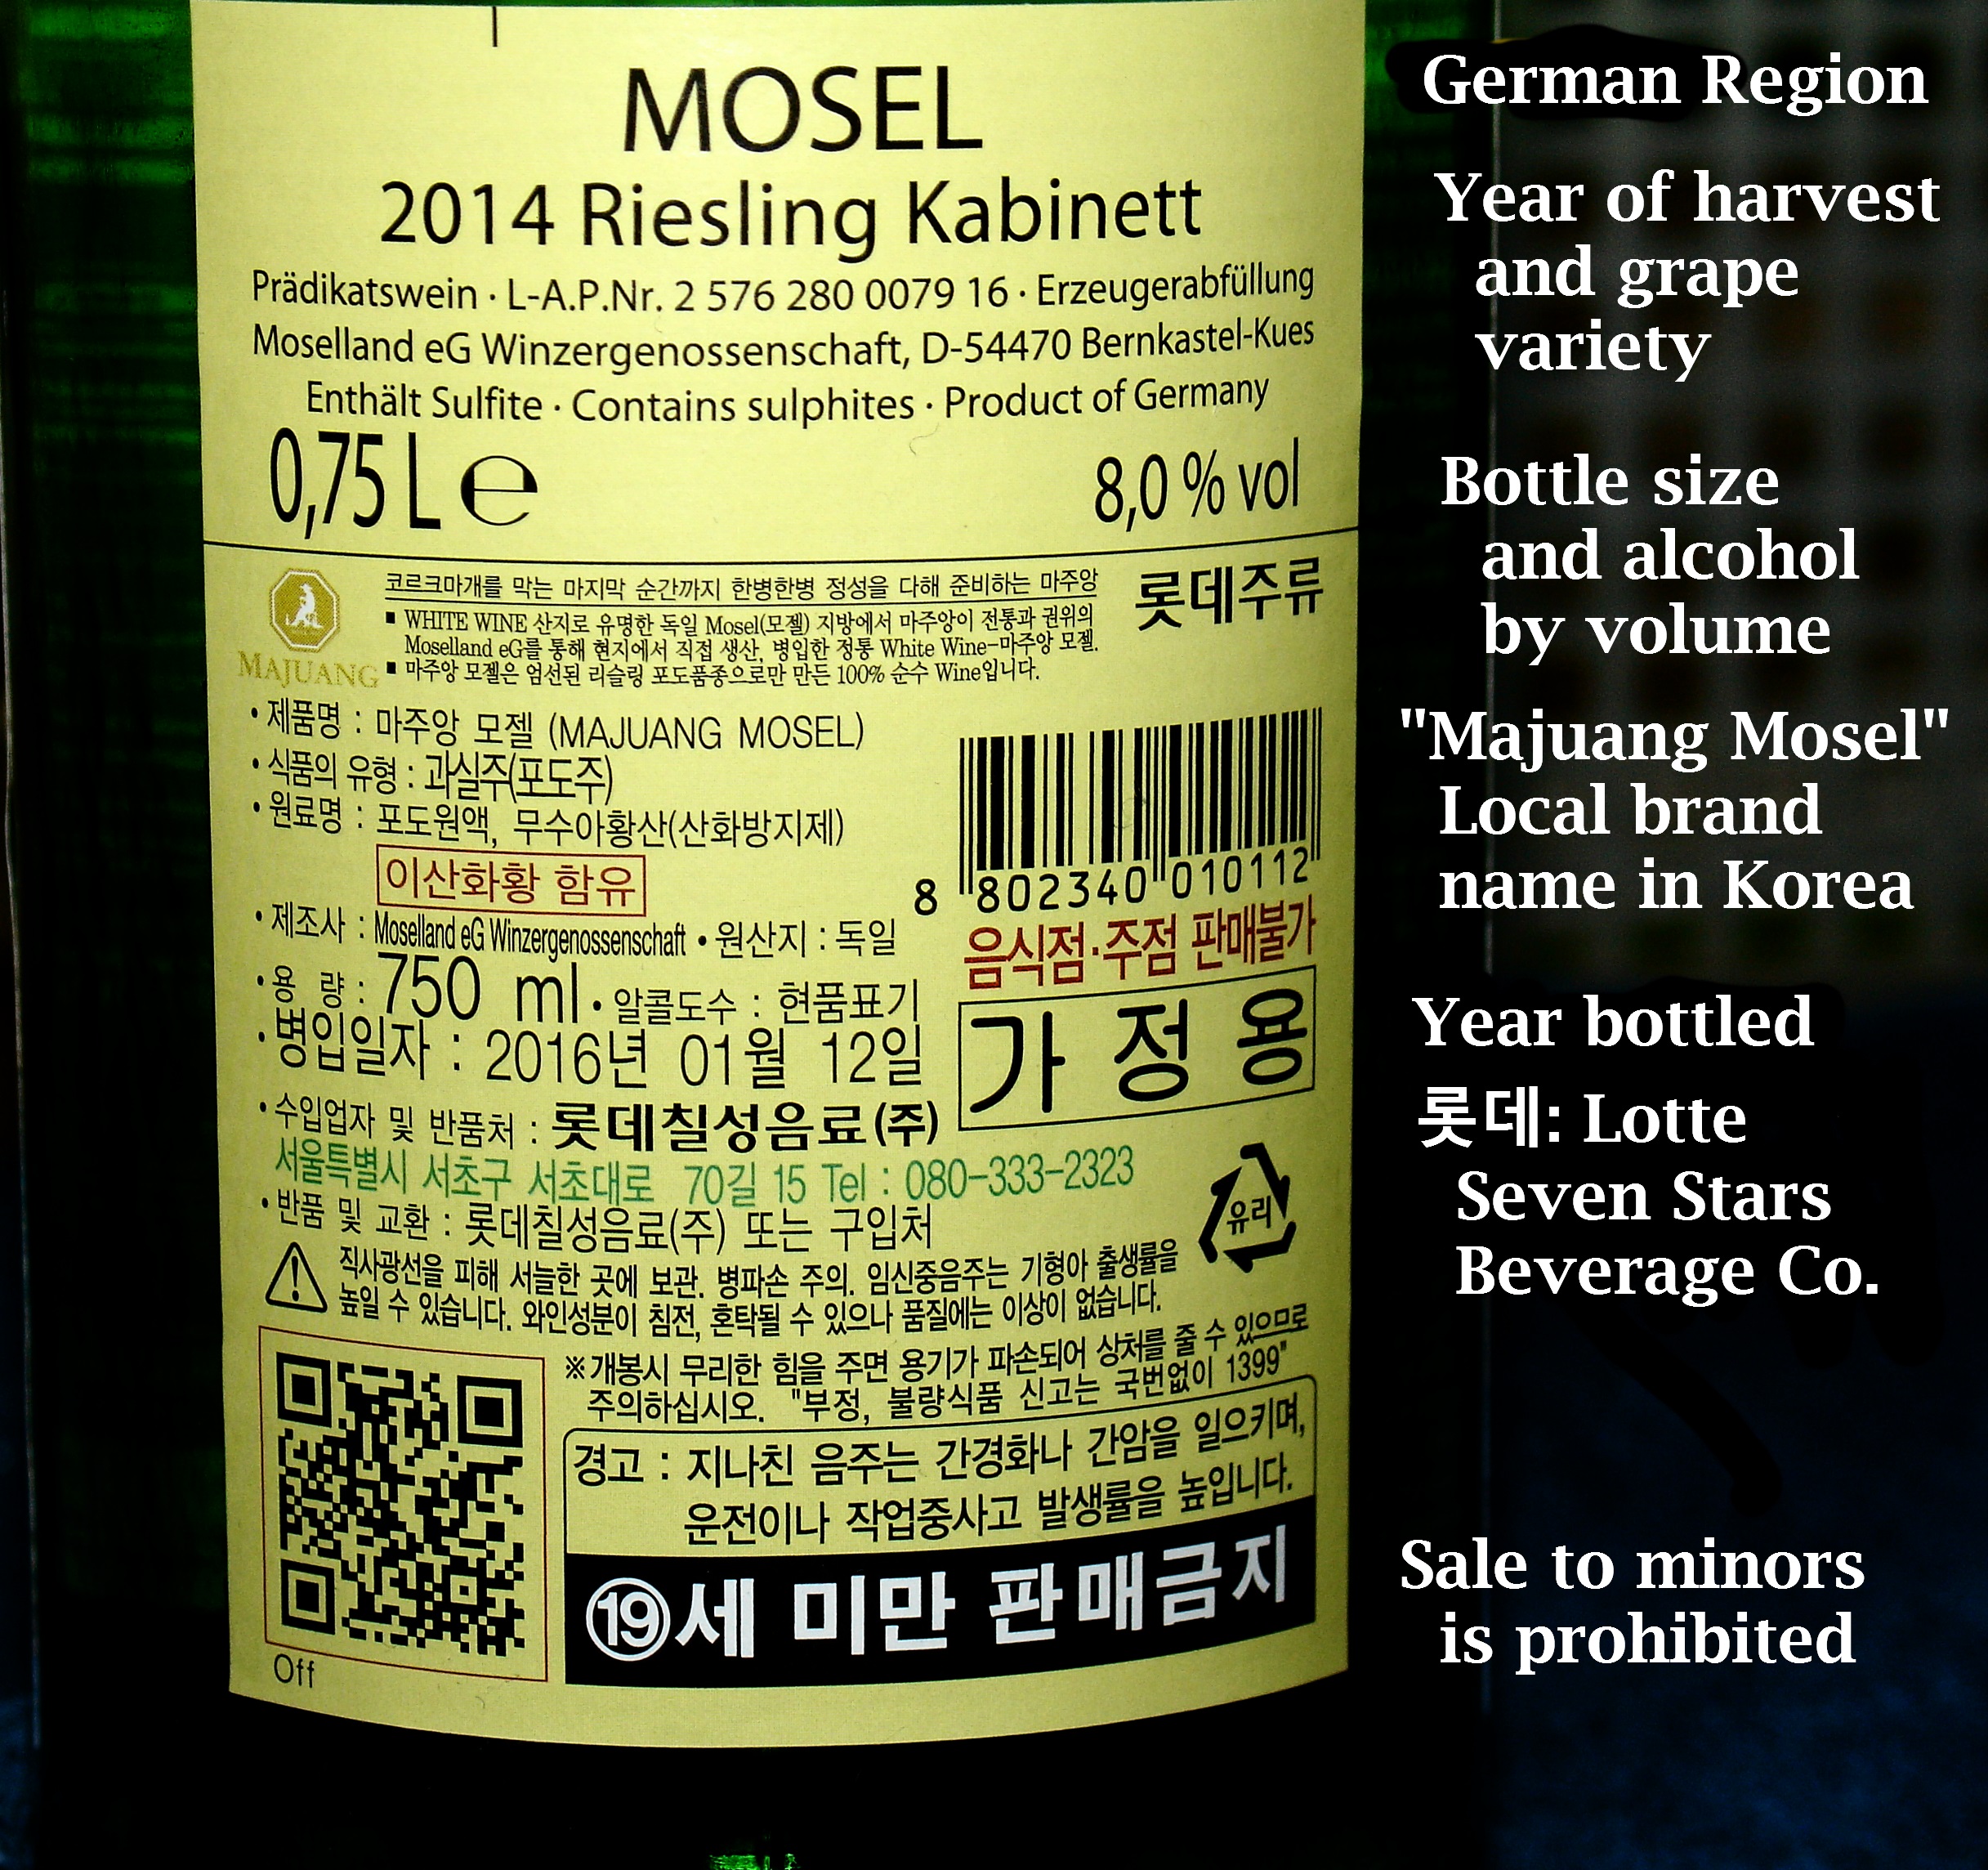 MOSEL
2014 Riesling Kabinett
Prädikatswein · L-A.P.Nr. 2 576 280 0079 16 · Erzeugerabfüllung
Moselland eG Winzergenossenschaft, D-54470 Bernkastel-Kues
Enthält Sulfite · Contains sulphites · Product of Germany
0,75 L e
8,0 % vol
MAJUANG
코르크마개를 막는 마지막 순간까지 한병한병 정성을 다해 준비하는 마주앙
▪ WHITE WINE 산지로 유명한 독일 Mosel(모젤) 지방에서 마주앙이 전통과 권위의
Moselland eG를 통해 현지에서 직접 생산, 병입한 정통 White Wine-마주앙 모젤.
▪ 마주앙 모젤은 엄선된 리슬링 포도품종으로만 만든 100% 순수 Wine입니다.
롯데주류
• 제품명 : 마주앙 모젤 (MAJUANG MOSEL)
• 식품의 유형 : 과실주(포도주)
• 원료명 : 포도원액, 무수아황산(산화방지제)
이산화황 함유
• 제조사 : Moselland eG Winzergenossenschaft • 원산지 : 독일
• 용 량 : 750 ml • 알콜도수 : 현품표기
• 병입일자 : 2016년 01월 12일
8 802340 010112
음식점·주점 판매불가
가정용
• 수입업자 및 반품처 : 롯데칠성음료(주)
서울특별시 서초구 서초대로 70길 15 Tel : 080-333-2323
• 반품 및 교환 : 롯데칠성음료(주) 또는 구입처
유리
직사광선을 피해 서늘한 곳에 보관. 병파손 주의. 임신중음주는 기형아 출생률을
높일 수 있습니다. 와인성분이 침전, 혼탁될 수 있으나 품질에는 이상이 없습니다.
※개봉시 무리한 힘을 주면 용기가 파손되어 상처를 줄 수 있으므로
주의하십시오. "부정, 불량식품 신고는 국번없이 1399"
경고 : 지나친 음주는 간경화나 간암을 일으키며,
운전이나 작업중사고 발생률을 높입니다.
⑲세 미만 판매금지
Off
German Region
Year of harvest
and grape
variety
Bottle size
and alcohol
by volume
"Majuang Mosel"
Local brand
name in Korea
Year bottled
롯데: Lotte
Seven Stars
Beverage Co.
Sale to minors
is prohibited